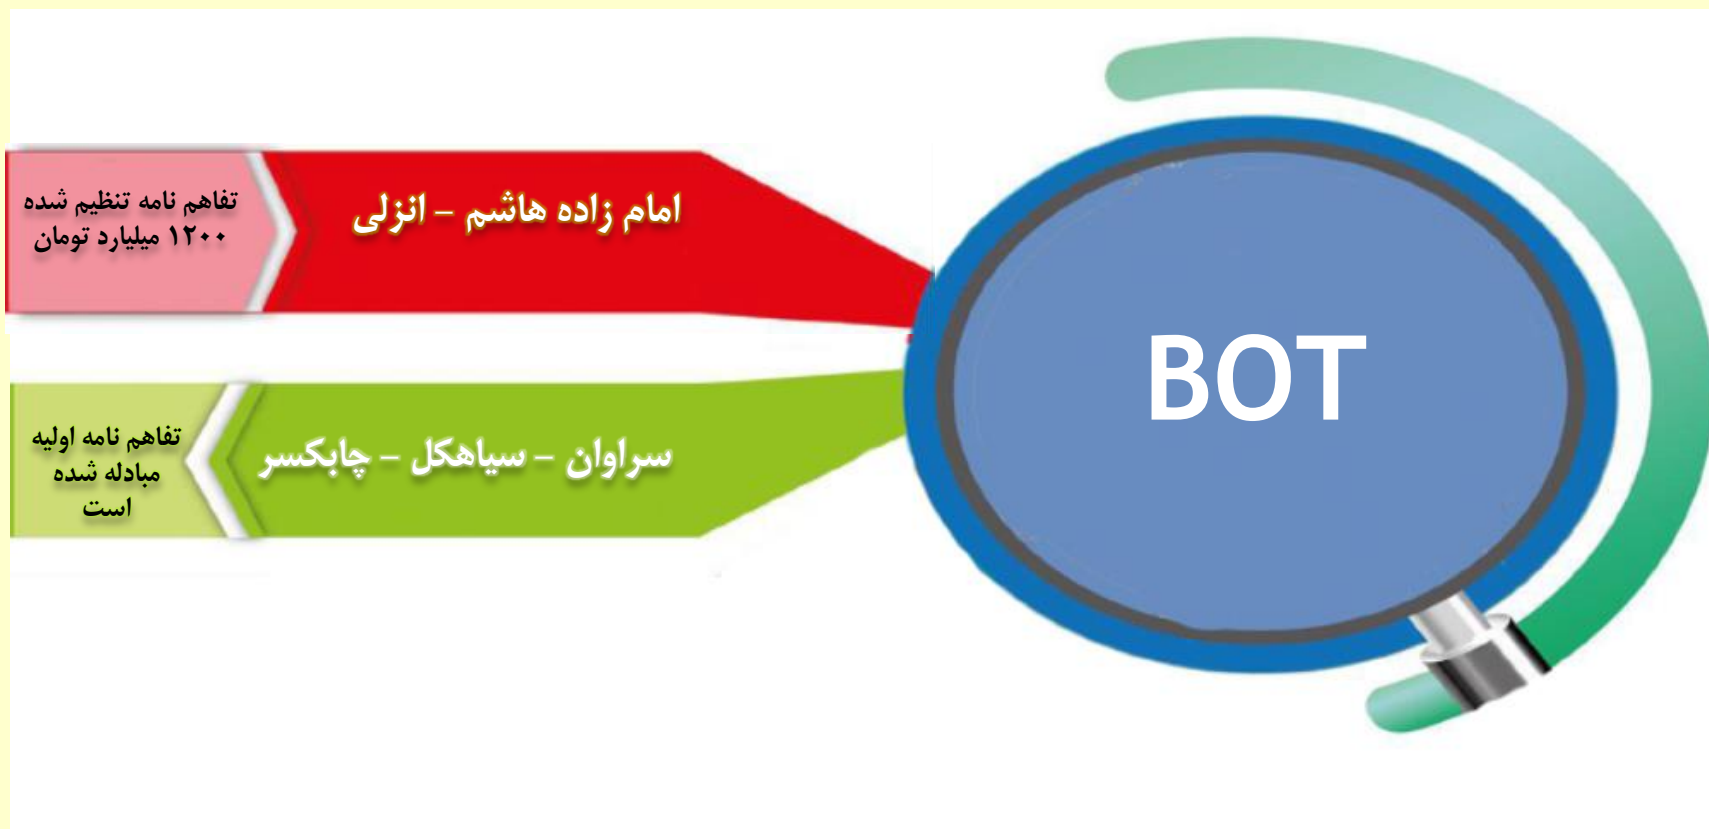 BOT
امام زاده هاشم – انزلی
تفاهم نامه تنظیم شده
۱۲۰۰ میلیارد تومان
سراوان – سیاهکل – چابکسر
تفاهم نامه اولیه
مبادله شده
است